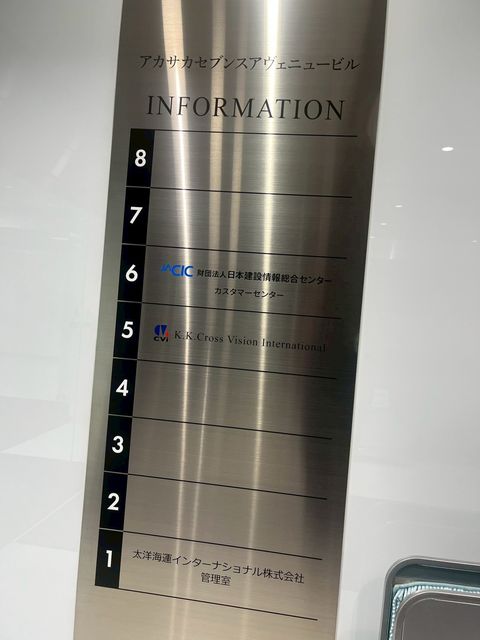 アカサカセブンスアヴェニュービル
INFORMATION
8
7
6 JACIC 財団法人日本建設情報総合センター
カスタマーセンター
5 CVI K.K.Cross Vision International
4
3
2
1 太洋海運インターナショナル株式会社
管理室